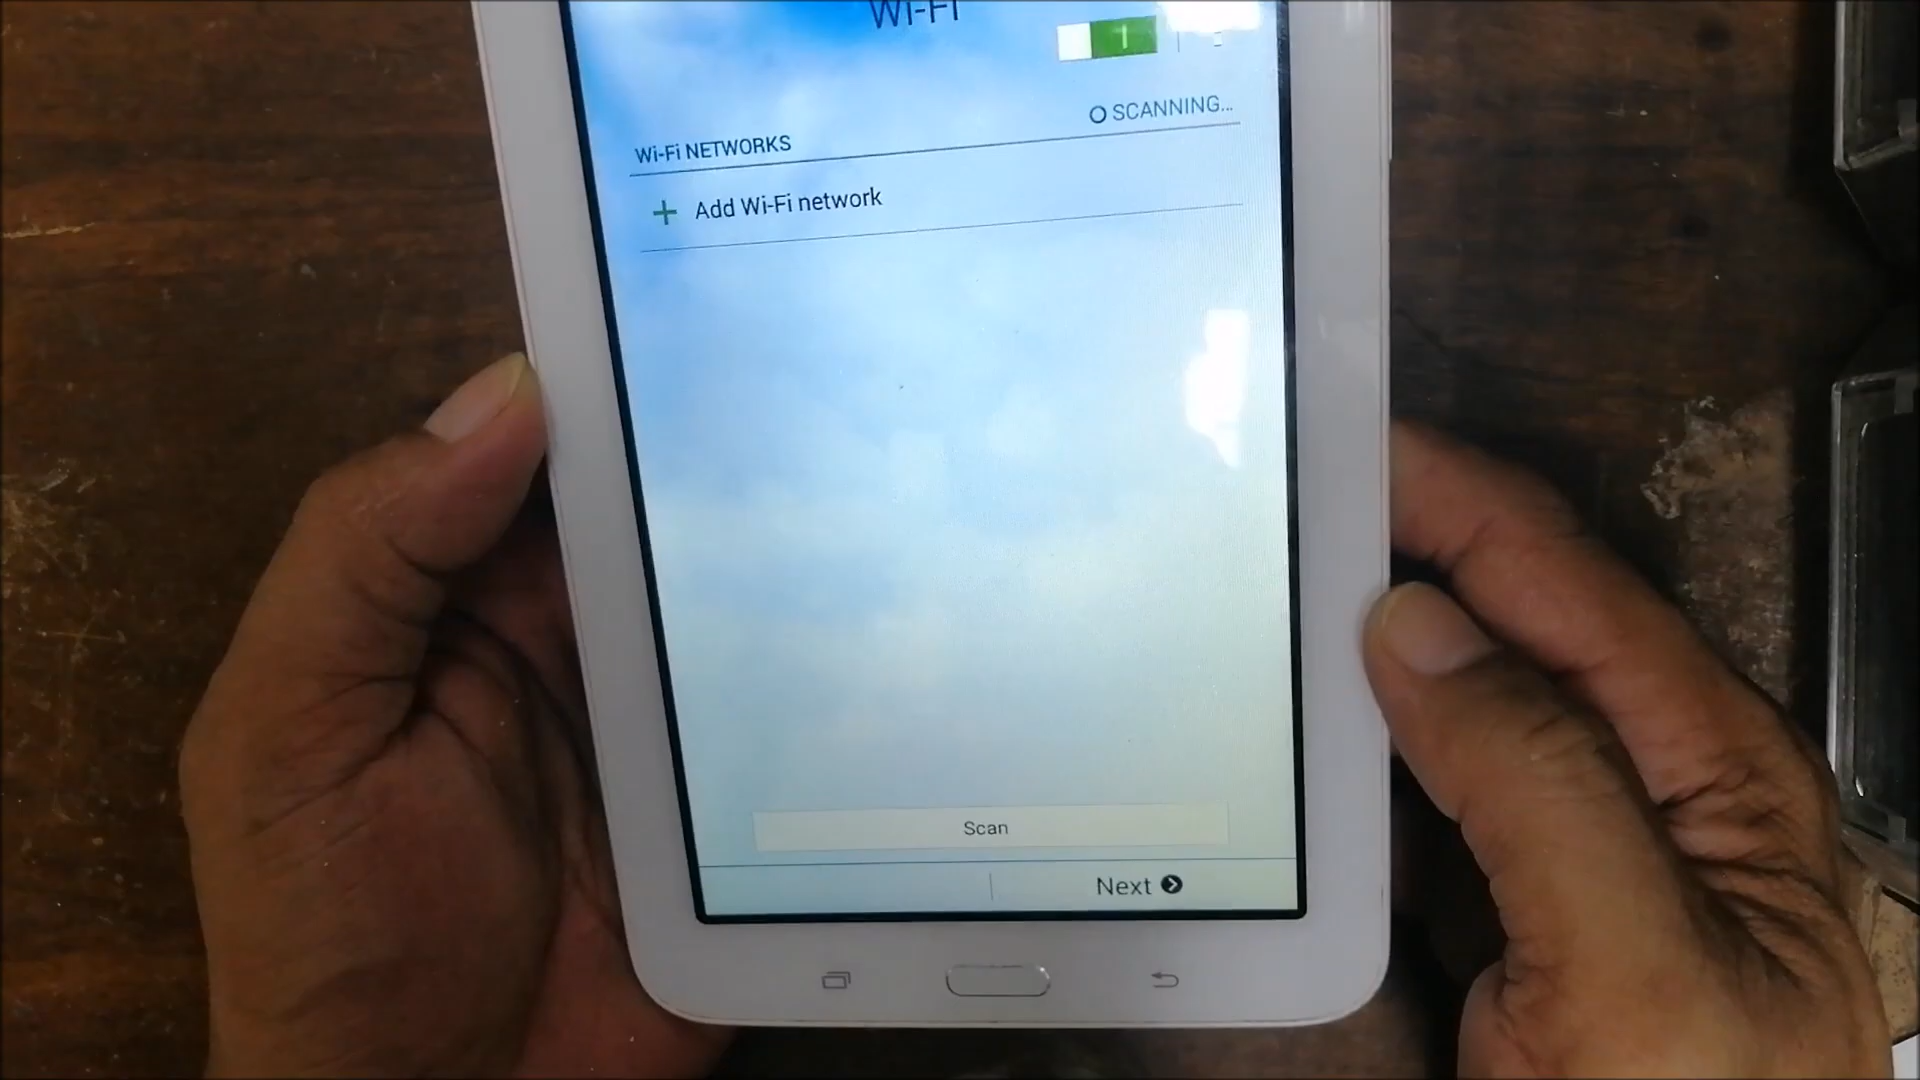 Wi-Fi
SCANNING...
Wi-Fi NETWORKS
Add Wi-Fi network
Scan
Next